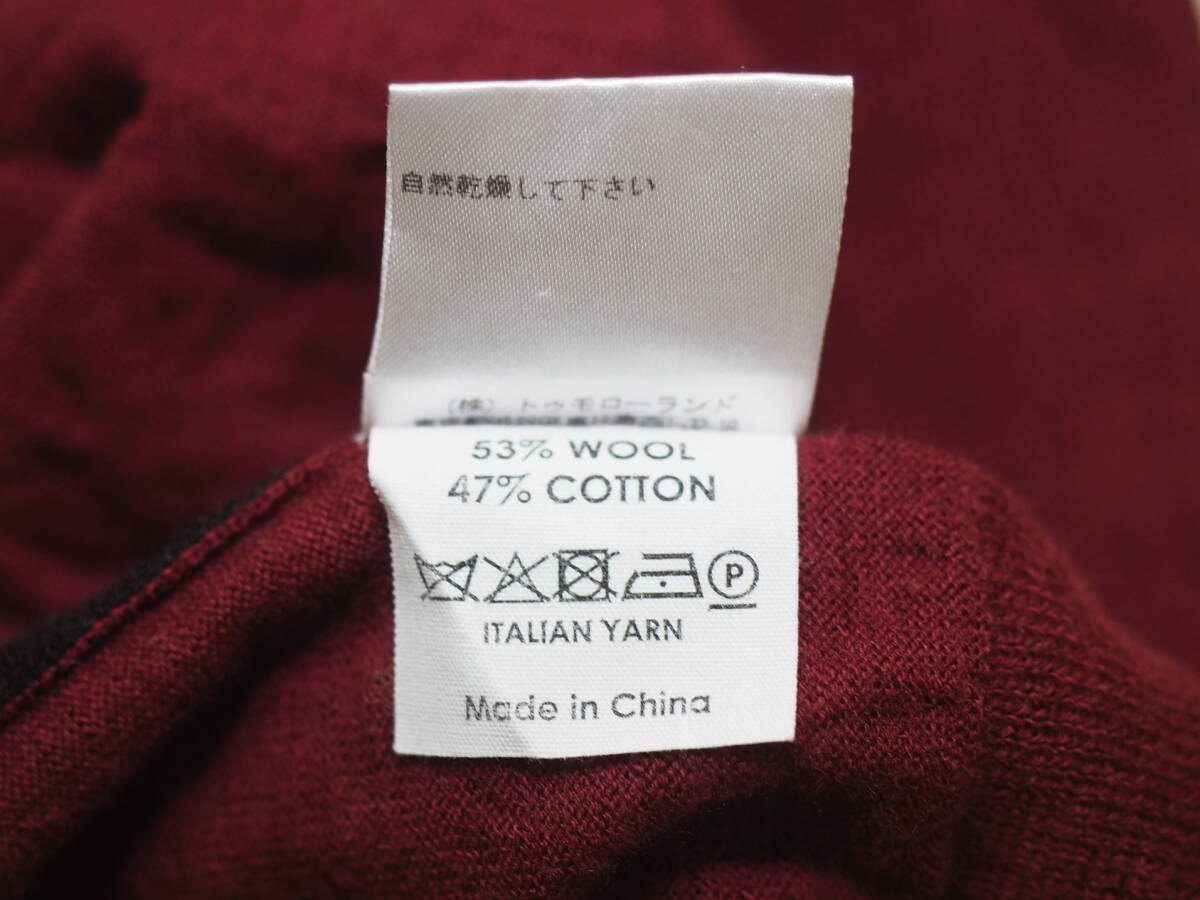 自然乾燥して下さい
(株) トゥモローランド
53% WOOL
47% COTTON
P
ITALIAN YARN
Made in China